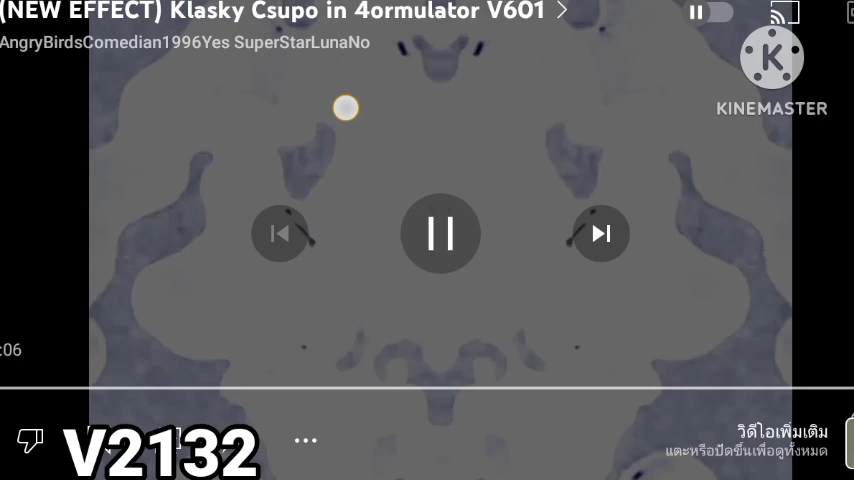 (NEW EFFECT) Klasky Csupo in 4ormulator V601
AngryBirdsComedian1996Yes SuperStarLunaNo
K
KINEMASTER
:06
วิดีโอเพิ่มเติม
แตะหรือปัดขึ้นเพื่อดูทั้งหมด
V2132